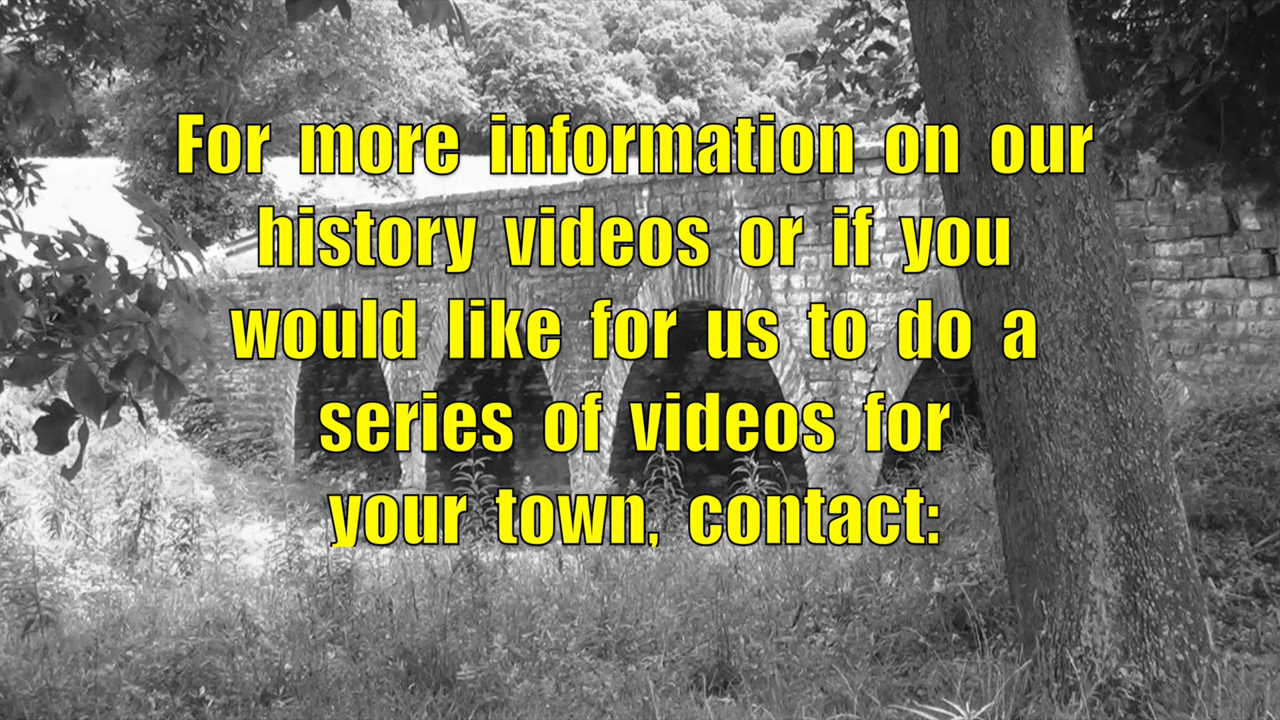 For more information on our
history videos or if you
would like for us to do a
series of videos for
your town, contact: